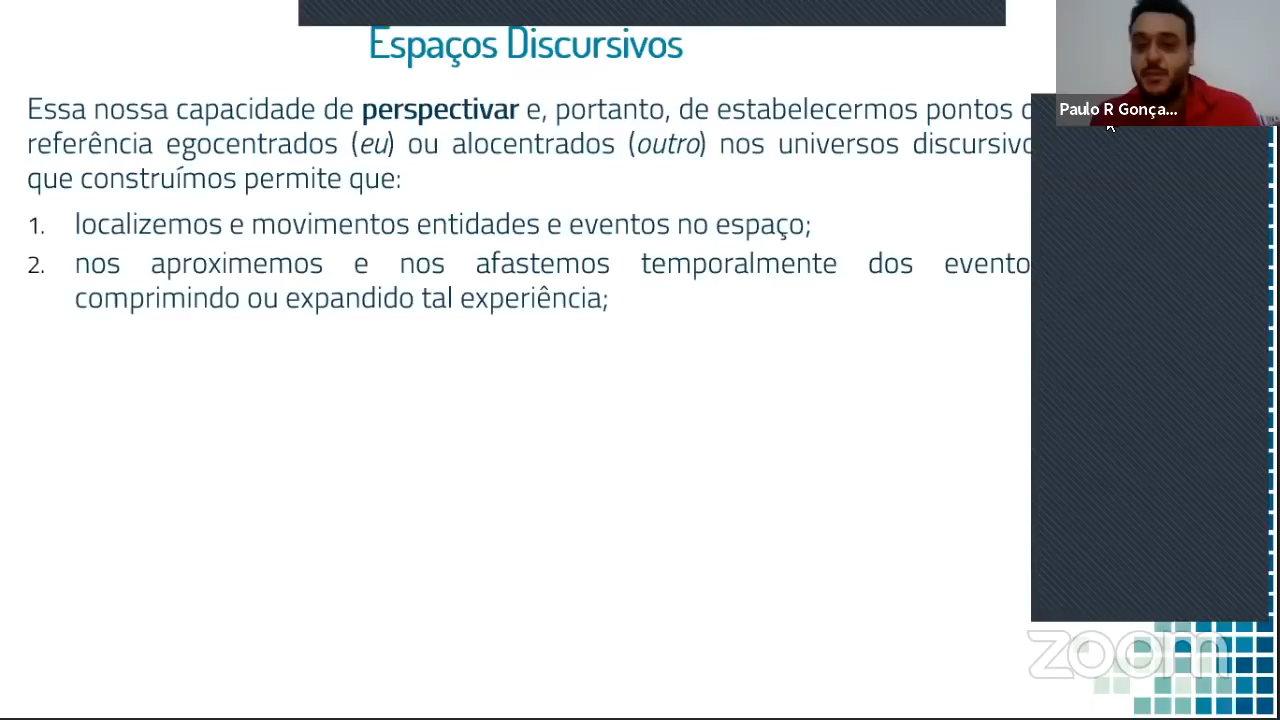 Espaços Discursivos
Paulo R Gonça...
Essa nossa capacidade de perspectivar e, portanto, de estabelecermos pontos
referência egocentrados (eu) ou alocentrados (outro) nos universos
que construímos permite que:
1. localizemos e movimentos entidades e eventos no espaço;
2. nos aproximemos e nos afastemos temporalmente dos
comprimindo ou expandido tal experiência;
zoom